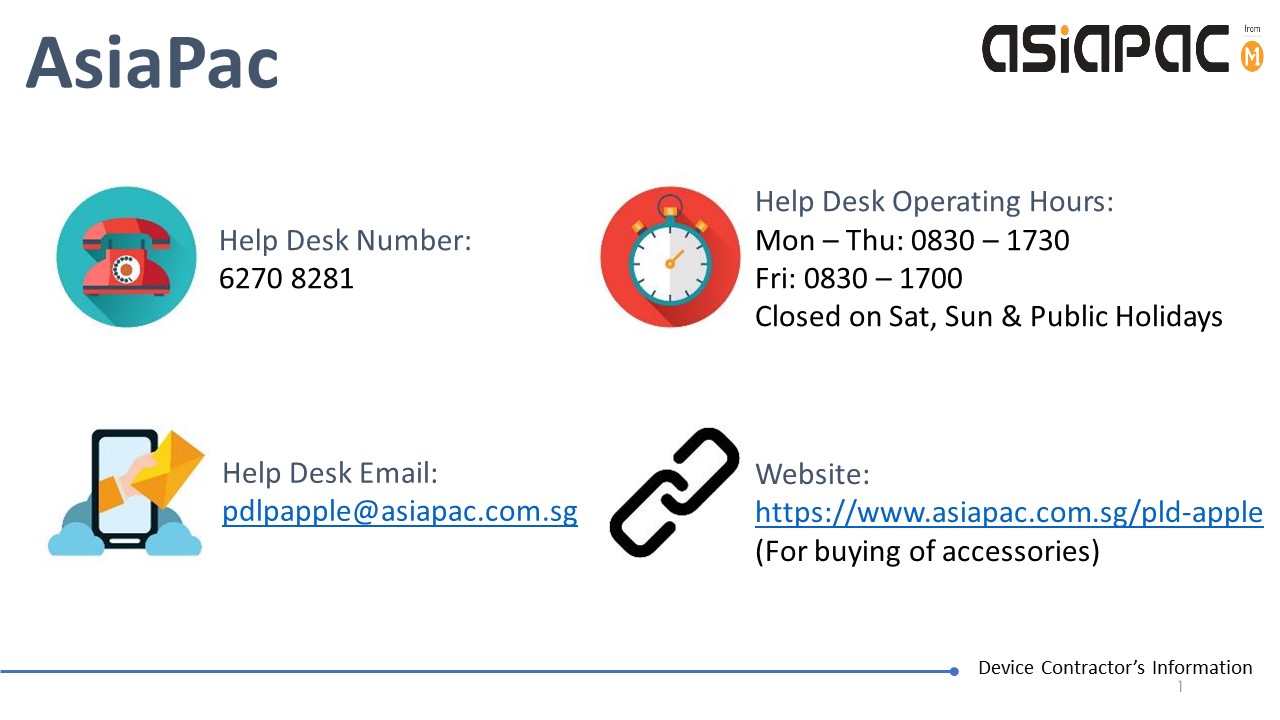 AsiaPac
asiapac
from
M
Help Desk Number:
6270 8281
Help Desk Operating Hours:
Mon – Thu: 0830 – 1730
Fri: 0830 – 1700
Closed on Sat, Sun & Public Holidays
Help Desk Email:
pdlpapple@asiapac.com.sg
Website:
https://www.asiapac.com.sg/pld-apple
(For buying of accessories)
Device Contractor’s Information
1